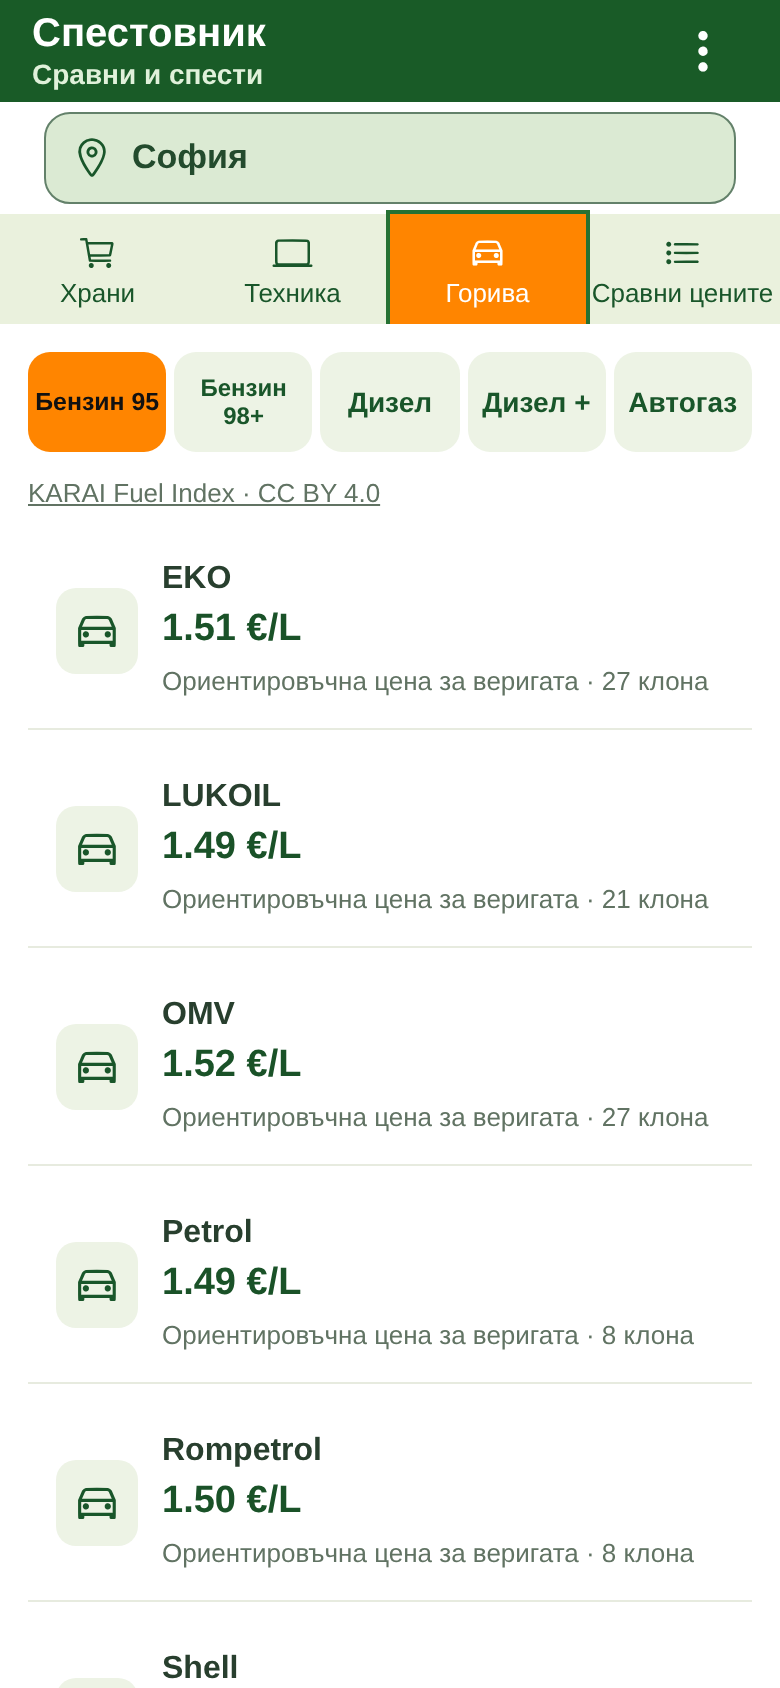 Спестовник
Сравни и спести
София
Храни
Техника
Горива
Сравни цените
Бензин 95
Бензин
98+
Дизел
Дизел +
Автогаз
KARAI Fuel Index · CC BY 4.0
EKO
1.51 €/L
Ориентировъчна цена за веригата · 27 клона
LUKOIL
1.49 €/L
Ориентировъчна цена за веригата · 21 клона
OMV
1.52 €/L
Ориентировъчна цена за веригата · 27 клона
Petrol
1.49 €/L
Ориентировъчна цена за веригата · 8 клона
Rompetrol
1.50 €/L
Ориентировъчна цена за веригата · 8 клона
Shell